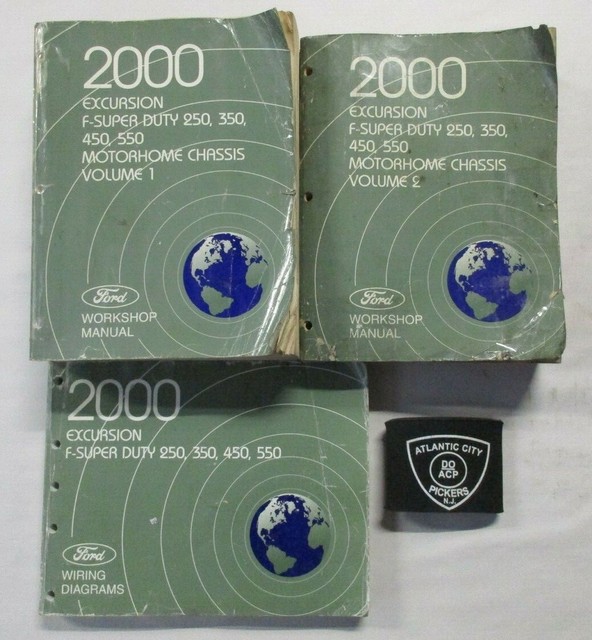 2000
EXCURSION
F-SUPER DUTY 250, 350,
450, 550
MOTORHOME CHASSIS
VOLUME 1
Ford
WORKSHOP
MANUAL
2000
EXCURSION
F-SUPER DUTY 250, 350,
450, 550
MOTORHOME CHASSIS
VOLUME 2
Ford
WORKSHOP
MANUAL
2000
EXCURSION
F-SUPER DUTY 250, 350, 450, 550
Ford
WIRING
DIAGRAMS
ATLANTIC CITY
DO
ACP
PICKERS
N.J.